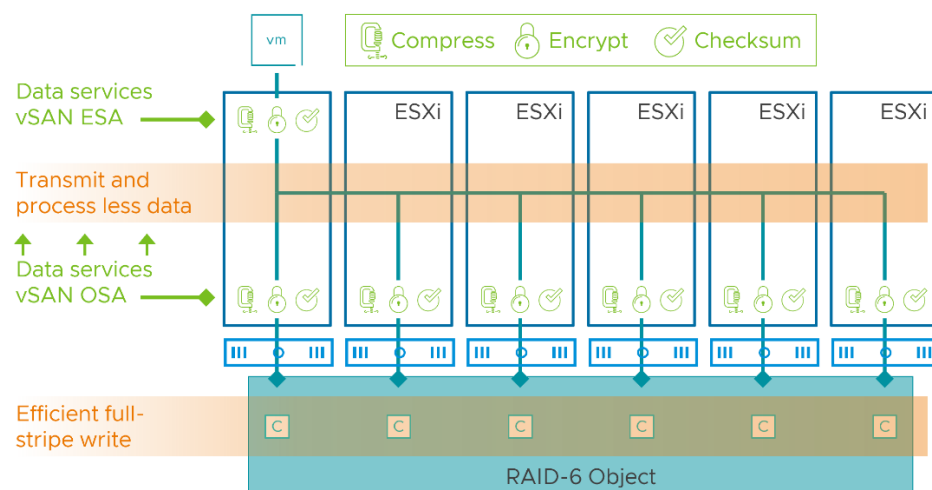 vm
Compress
Encrypt
Checksum
Data services
vSAN ESA
ESXi
ESXi
ESXi
ESXi
ESXi
Transmit and
process less data
Data services
vSAN OSA
Efficient full-
stripe write
C
C
C
C
C
C
RAID-6 Object